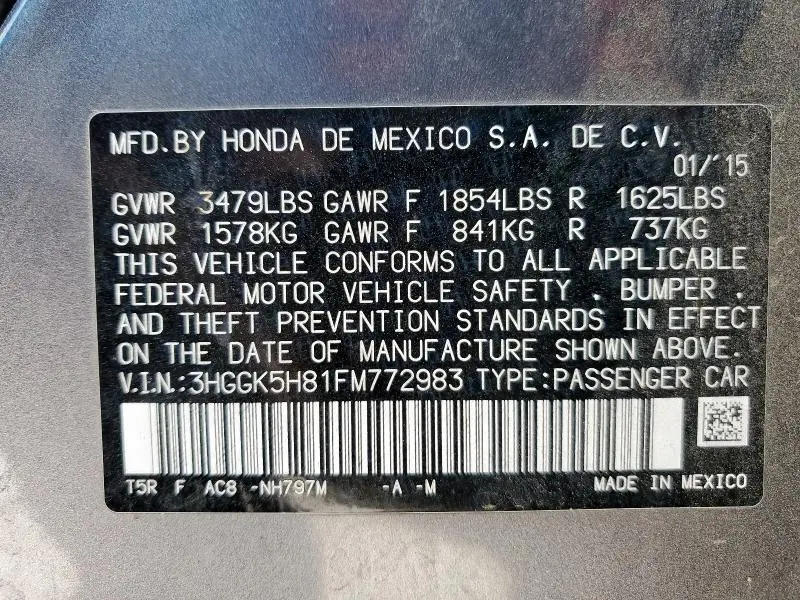 MFD.BY HONDA DE MEXICO S.A. DE C.V.
01/'15
GVWR 3479LBS GAWR F 1854LBS R 1625LBS
GVWR 1578KG GAWR F 841KG R 737KG
THIS VEHICLE CONFORMS TO ALL APPLICABLE
FEDERAL MOTOR VEHICLE SAFETY . BUMPER .
AND THEFT PREVENTION STANDARDS IN EFFECT
ON THE DATE OF MANUFACTURE SHOWN ABOVE.
V.I.N:3HGGK5H81FM772983 TYPE:PASSENGER CAR
T5R F AC8 -NH797M -A -M MADE IN MEXICO